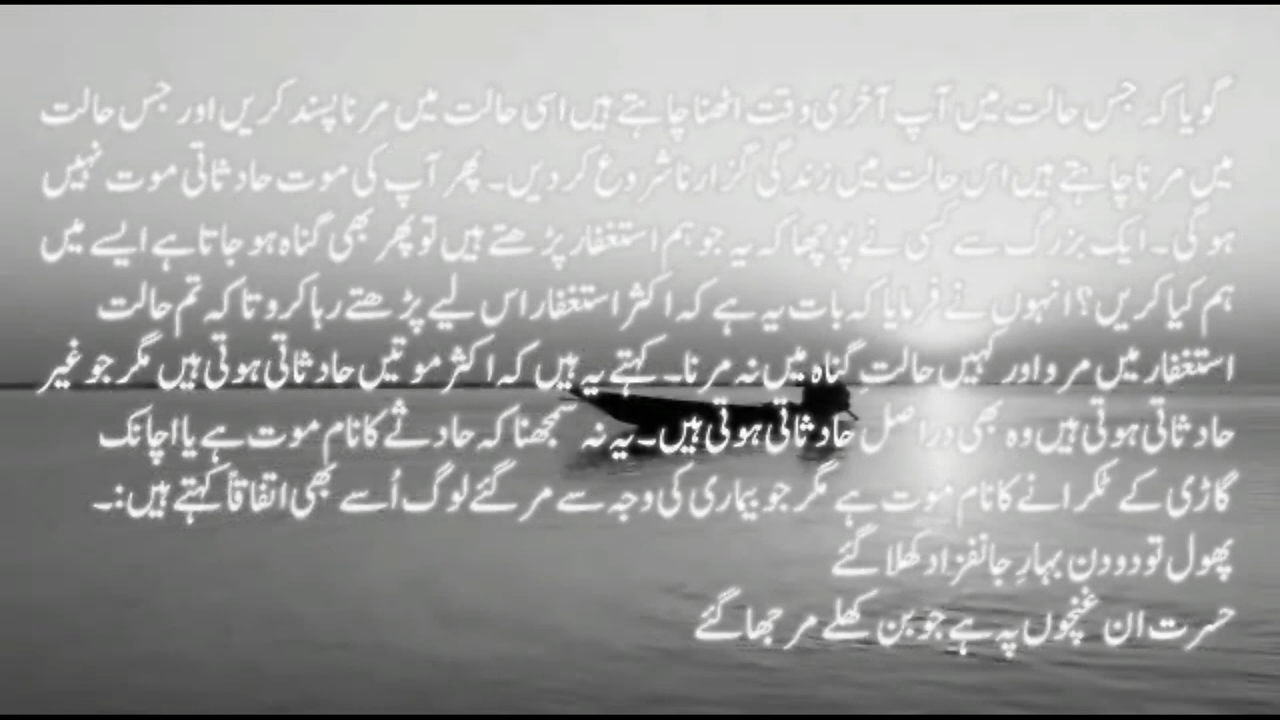 گویا کہ جس حالت میں آپ آخری وقت اٹھنا چاہتے ہیں اسی حالت میں مرنا پسند کریں اور جس حالت
میں مرنا چاہتے ہیں اس حالت میں زندگی گزارنا شروع کر دیں۔ پھر آپ کی موت حادثاتی موت نہیں
ہو گی۔ ایک بزرگ سے کسی نے پوچھا کہ یہ جو ہم استغفار پڑھتے ہیں تو پھر بھی گناہ ہو جاتا ہے ایسے میں
ہم کیا کریں؟ انہوں نے فرمایا کہ بات یہ ہے کہ اکثر استغفار اس لیے پڑھتے رہا کرو تا کہ تم حالت
استغفار میں مرو اور کہیں حالت گناہ میں نہ مرنا۔ کہتے یہ ہیں کہ اکثر موتیں حادثاتی ہوتی ہیں مگر جو غیر
حادثاتی ہوتی ہیں وہ بھی دراصل حادثاتی ہوتی ہیں۔ یہ نہ سمجھنا کہ حادثے کا نام موت ہے یا اچانک
گاڑی کے ٹکرانے کا نام موت ہے مگر جو بیماری کی وجہ سے مر گئے لوگ اُسے بھی اتفاقاً کہتے ہیں:۔
پھول تو دو دن بہارِ جانفزا دکھلا گئے
حسرت ان غنچوں پہ ہے جو بن کھلے مرجھا گئے